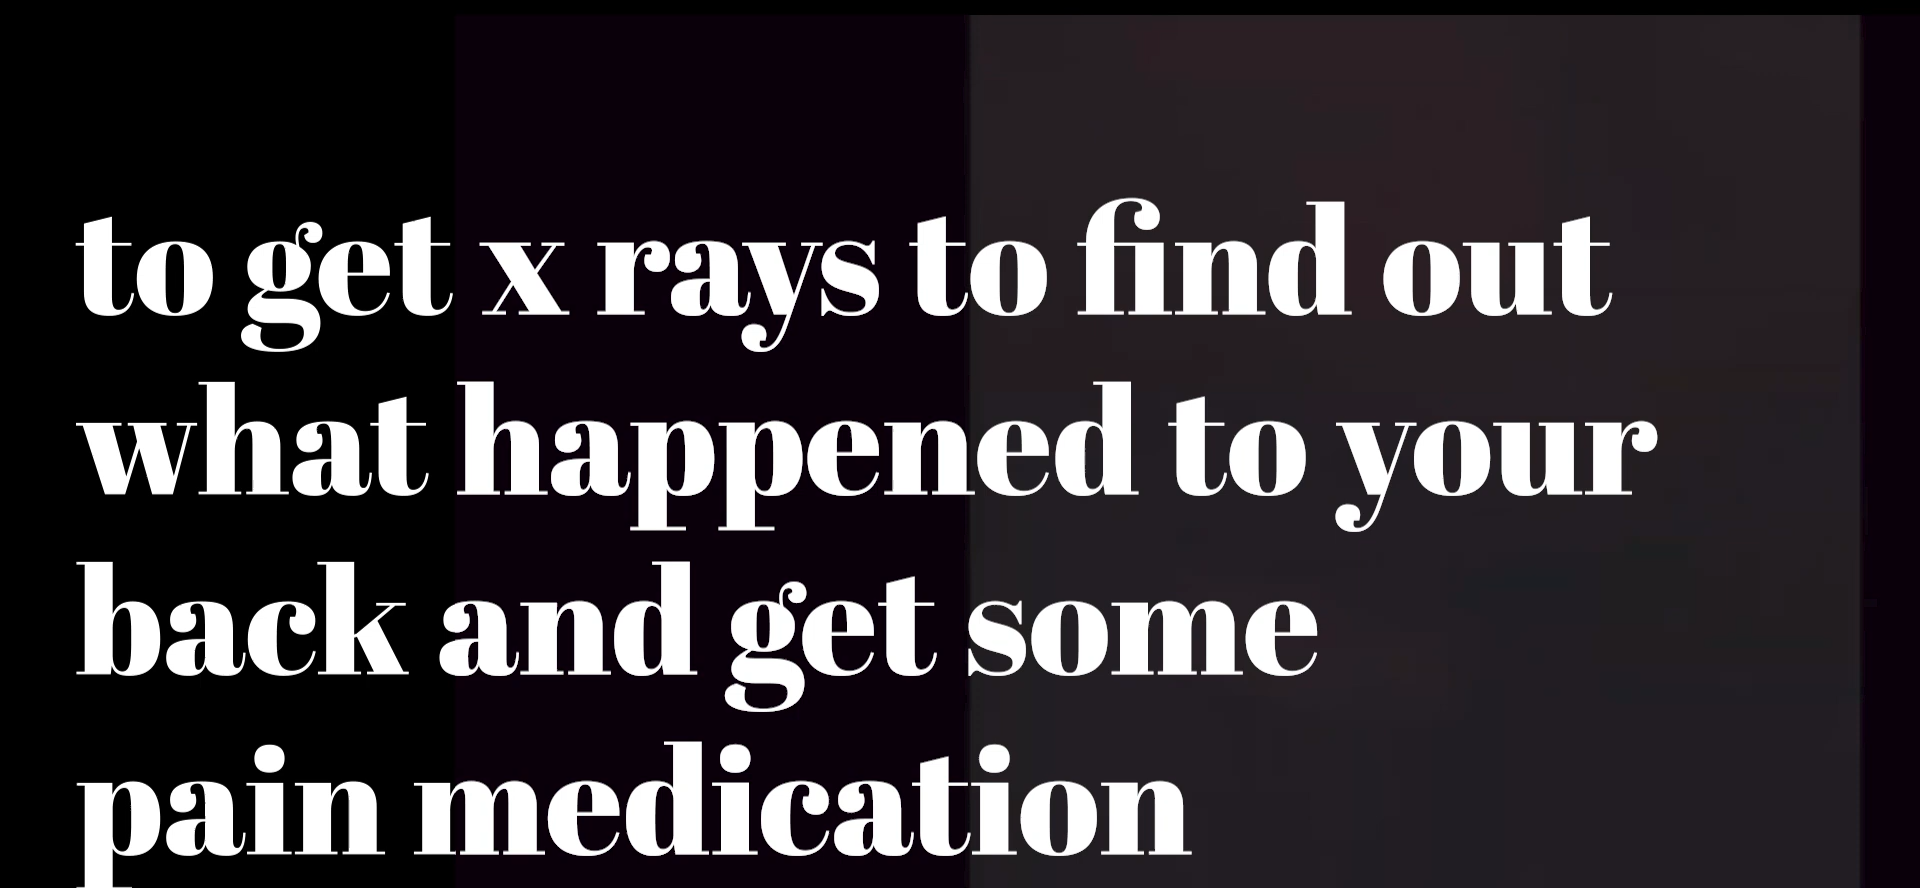 to get x rays to find out
what happened to your
back and get some
pain medication